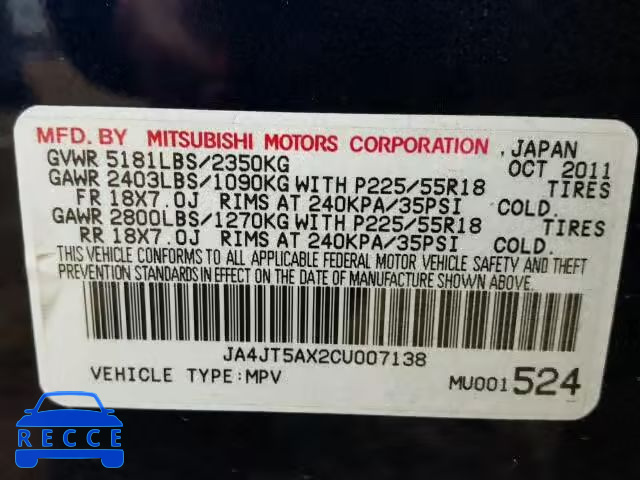 MFD. BY MITSUBISHI MOTORS CORPORATION , JAPAN
GVWR 5181LBS/2350KG OCT 2011
GAWR 2403LBS/1090KG WITH P225/55R18 TIRES
FR 18X7.0J RIMS AT 240KPA/35PSI COLD.
GAWR 2800LBS/1270KG WITH P225/55R18 TIRES
RR 18X7.0J RIMS AT 240KPA/35PSI COLD.
THIS VEHICLE CONFORMS TO ALL APPLICABLE FEDERAL MOTOR VEHICLE SAFETY AND THEFT
PREVENTION STANDARDS IN EFFECT ON THE DATE OF MANUFACTURE SHOWN ABOVE.
JA4JT5AX2CU007138
VEHICLE TYPE:MPV MU001524
RECCE